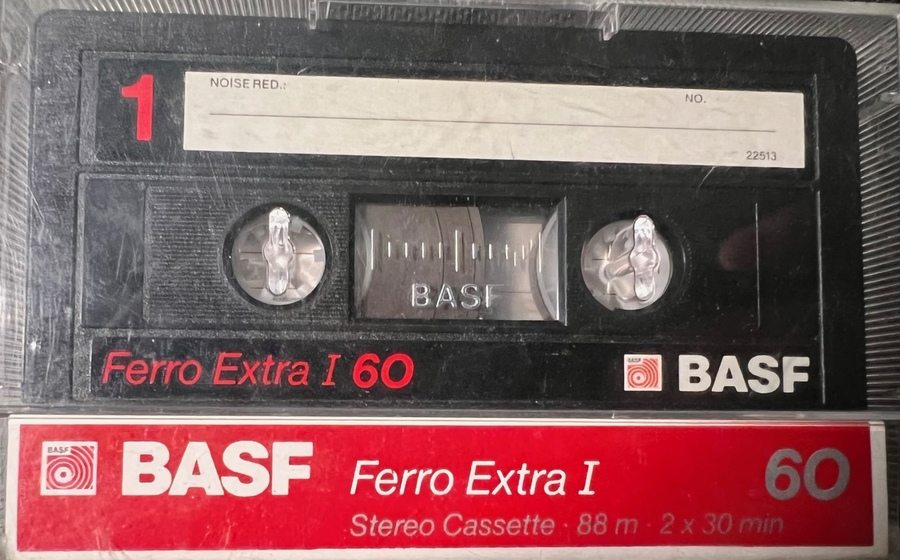 1
NOISE RED.:
NO.
22513
BASF
Ferro Extra I 60
BASF
BASF
BASF
Ferro Extra I
60
Stereo Cassette · 88 m · 2 x 30 min